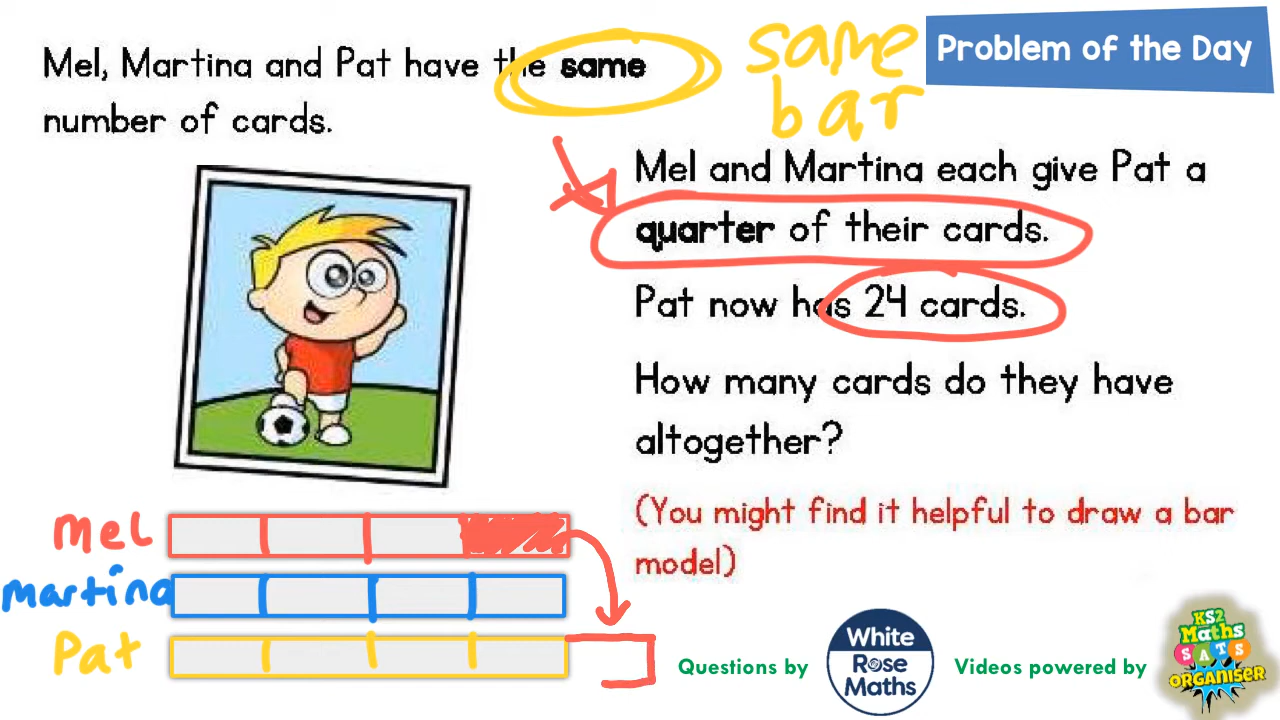 Mel, Martina and Pat have the same
number of cards.
same
bar
Problem of the Day
Mel and Martina each give Pat a
quarter of their cards.
Pat now has 24 cards.
How many cards do they have
altogether?
(You might find it helpful to draw a bar
model)
Mel
martina
Pat
Questions by
White
Rose
Maths
Videos powered by
KS2
Maths
SATS
ORGANISER